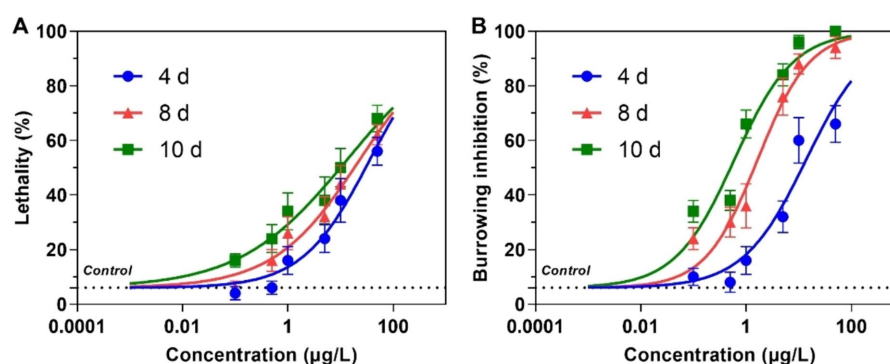 A
B
100
80
60
40
20
0
Lethality (%)
4 d
8 d
10 d
Control
0.0001
0.01
1
100
Concentration (µg/L)
100
80
60
40
20
0
Burrowing inhibition (%)
4 d
8 d
10 d
Control
0.0001
0.01
1
100
Concentration (µg/L)